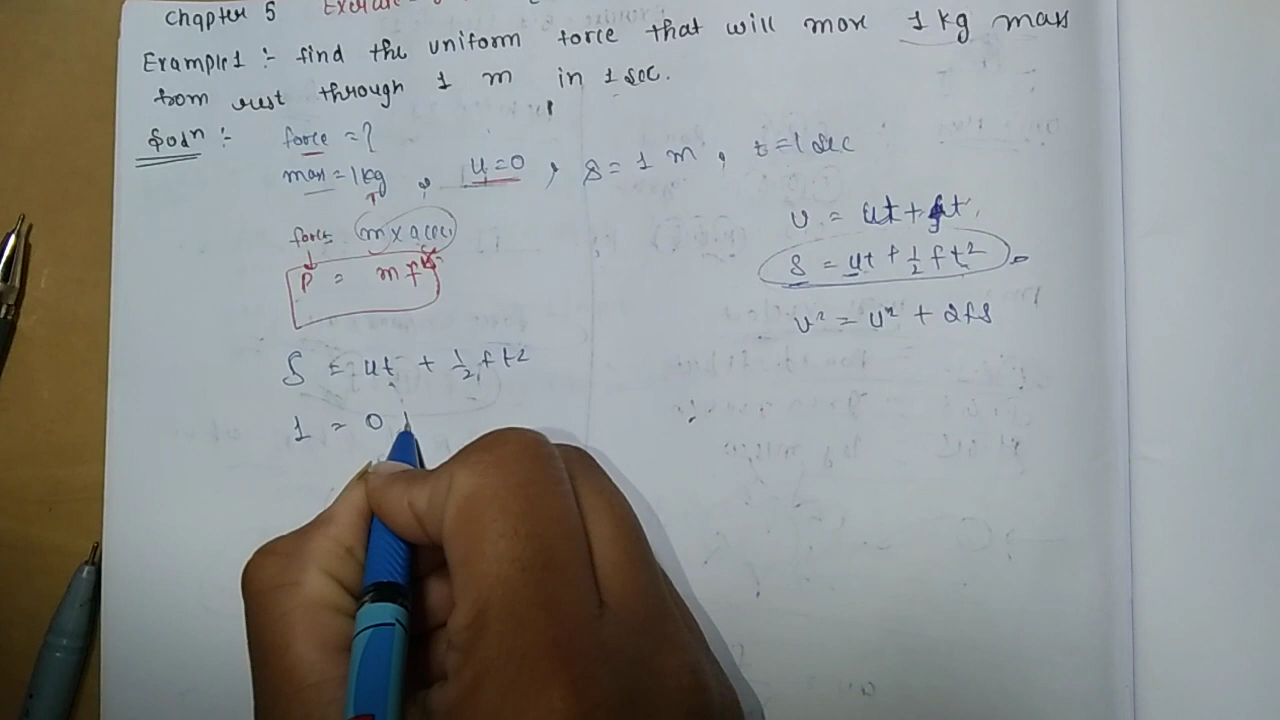 Chapter 5
Example 1 :- find the uniform force that will move 1 kg mass
from rest through 1 m in 1 sec.
Soln :- force = ?
mass = 1kg , u=0 , s = 1 m , t = 1 sec
force m x acc.
P = mf
S = ut + 1/2 ft2
1 = 0
v = ut + ft.
S = ut + 1/2 ft²
v² = u² + 2fs